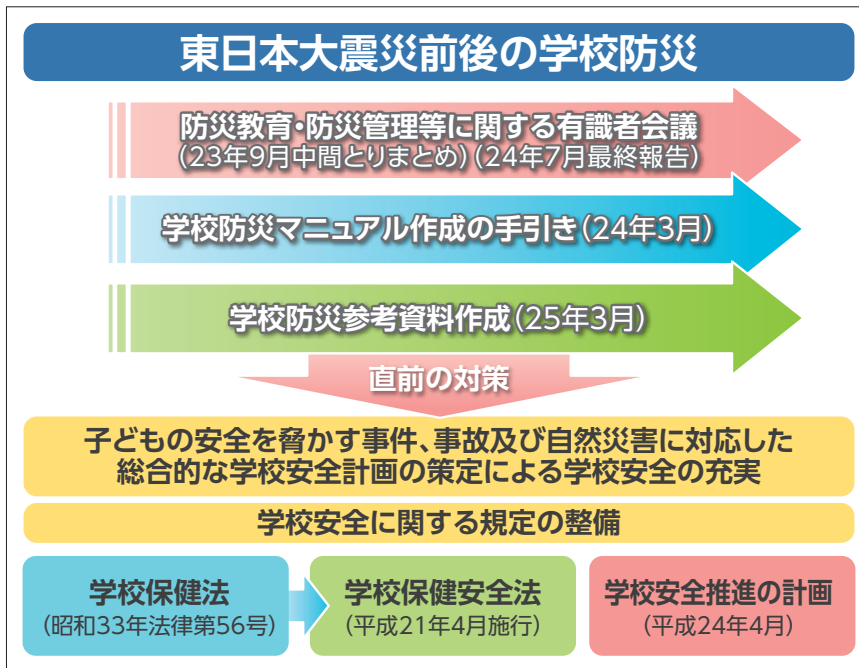 東日本大震災前後の学校防災
防災教育・防災管理等に関する有識者会議
(23年9月中間とりまとめ)(24年7月最終報告)
学校防災マニュアル作成の手引き(24年3月)
学校防災参考資料作成(25年3月)
直前の対策
子どもの安全を脅かす事件、事故及び自然災害に対応した
総合的な学校安全計画の策定による学校安全の充実
学校安全に関する規定の整備
学校保健法
(昭和33年法律第56号)
学校保健安全法
(平成21年4月施行)
学校安全推進の計画
(平成24年4月)